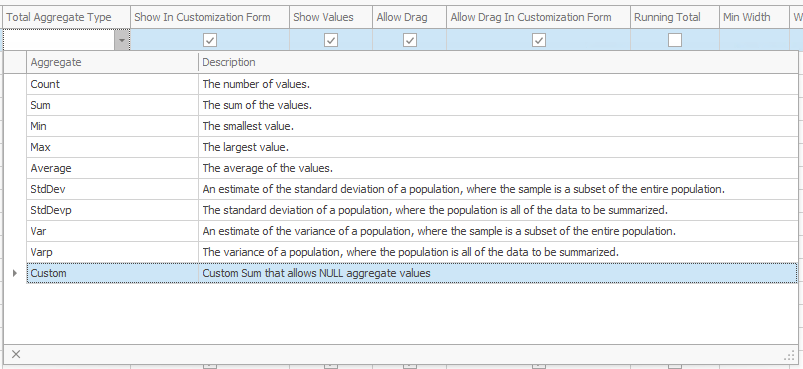 Total Aggregate Type Show In Customization Form Show Values Allow Drag Allow Drag In Customization Form Running Total Min Width W
Aggregate Description
Count The number of values.
Sum The sum of the values.
Min The smallest value.
Max The largest value.
Average The average of the values.
StdDev An estimate of the standard deviation of a population, where the sample is a subset of the entire population.
StdDevp The standard deviation of a population, where the population is all of the data to be summarized.
Var An estimate of the variance of a population, where the sample is a subset of the entire population.
Varp The variance of a population, where the population is all of the data to be summarized.
Custom Custom Sum that allows NULL aggregate values